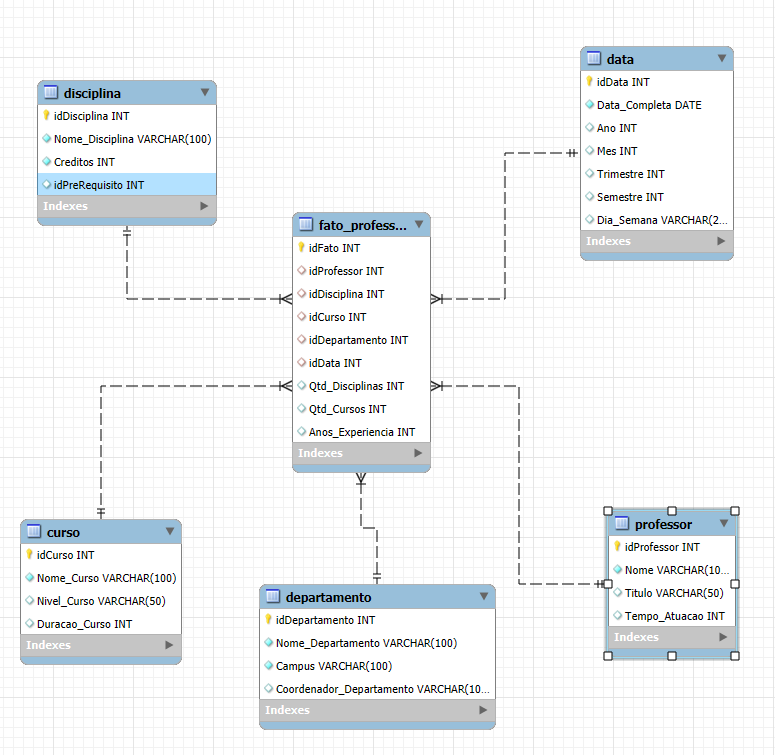 disciplina
idDisciplina INT
Nome_Disciplina VARCHAR(100)
Creditos INT
idPreRequisito INT
Indexes
data
idData INT
Data_Completa DATE
Ano INT
Mes INT
Trimestre INT
Semestre INT
Dia_Semana VARCHAR(2...
Indexes
fato_profess...
idFato INT
idProfessor INT
idDisciplina INT
idCurso INT
idDepartamento INT
idData INT
Qtd_Disciplinas INT
Qtd_Cursos INT
Anos_Experiencia INT
Indexes
curso
idCurso INT
Nome_Curso VARCHAR(100)
Nivel_Curso VARCHAR(50)
Duracao_Curso INT
Indexes
departamento
idDepartamento INT
Nome_Departamento VARCHAR(100)
Campus VARCHAR(100)
Coordenador_Departamento VARCHAR(10...
Indexes
professor
idProfessor INT
Nome VARCHAR(10...
Titulo VARCHAR(50)
Tempo_Atuacao INT
Indexes